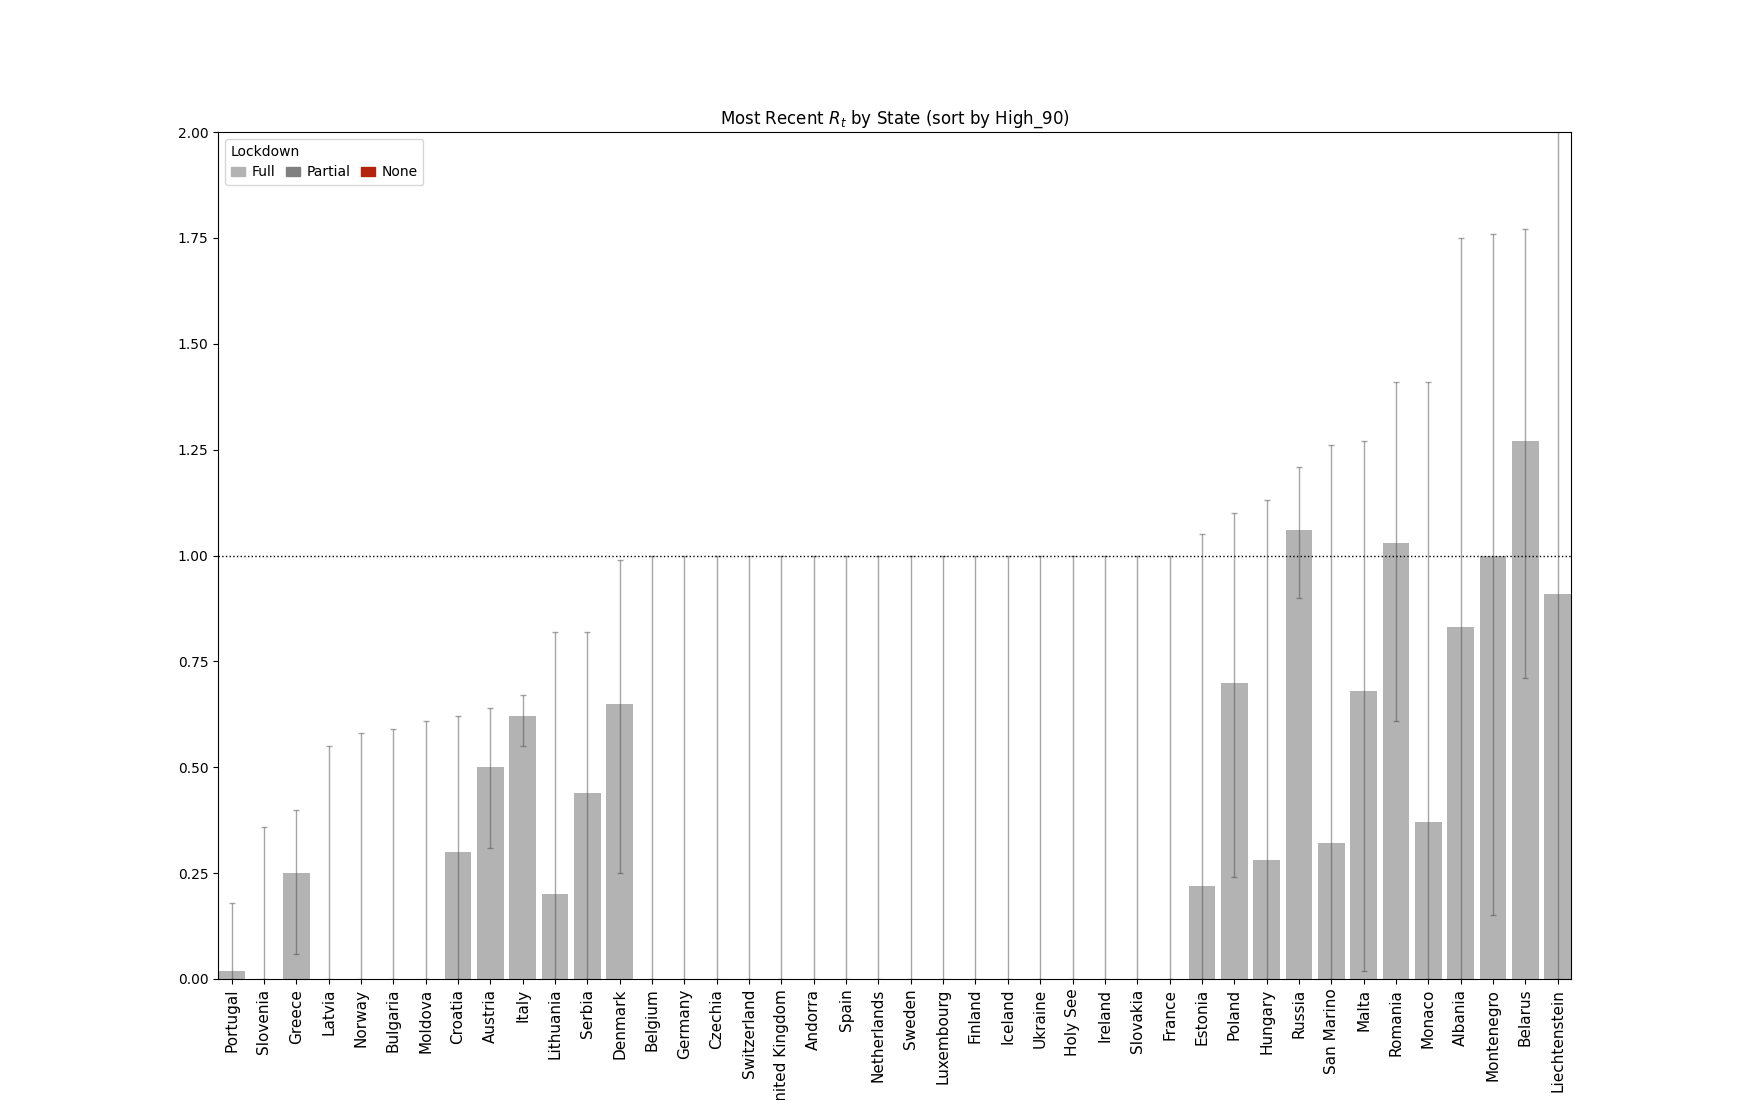 Most Recent R_t by State (sort by High_90)
2.00
1.75
1.50
1.25
1.00
0.75
0.50
0.25
0.00
Lockdown
Full Partial None
Portugal
Slovenia
Greece
Latvia
Norway
Bulgaria
Moldova
Croatia
Austria
Italy
Lithuania
Serbia
Denmark
Belgium
Germany
Czechia
Switzerland
nited Kingdom
Andorra
Spain
Netherlands
Sweden
Luxembourg
Finland
Iceland
Ukraine
Holy See
Ireland
Slovakia
France
Estonia
Poland
Hungary
Russia
San Marino
Malta
Romania
Monaco
Albania
Montenegro
Belarus
Liechtenstein